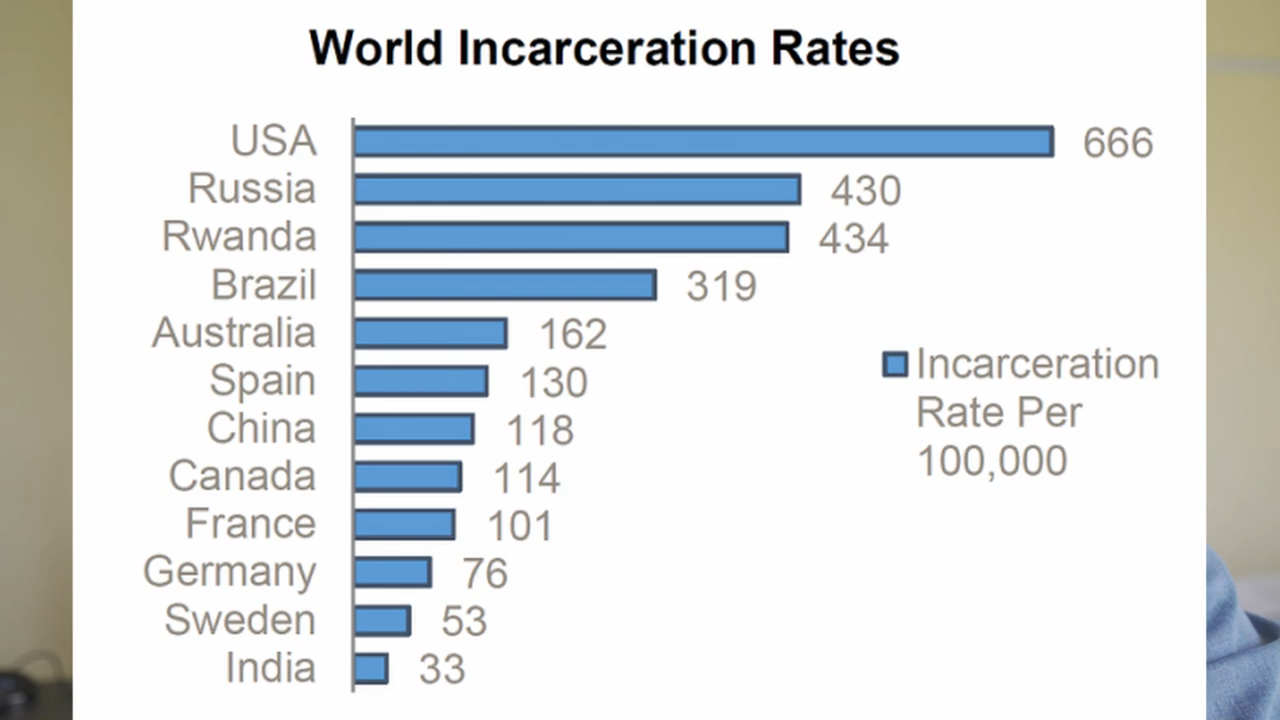 World Incarceration Rates
USA 666
Russia 430
Rwanda 434
Brazil 319
Australia 162
Spain 130
China 118
Canada 114
France 101
Germany 76
Sweden 53
India 33
Incarceration
Rate Per
100,000